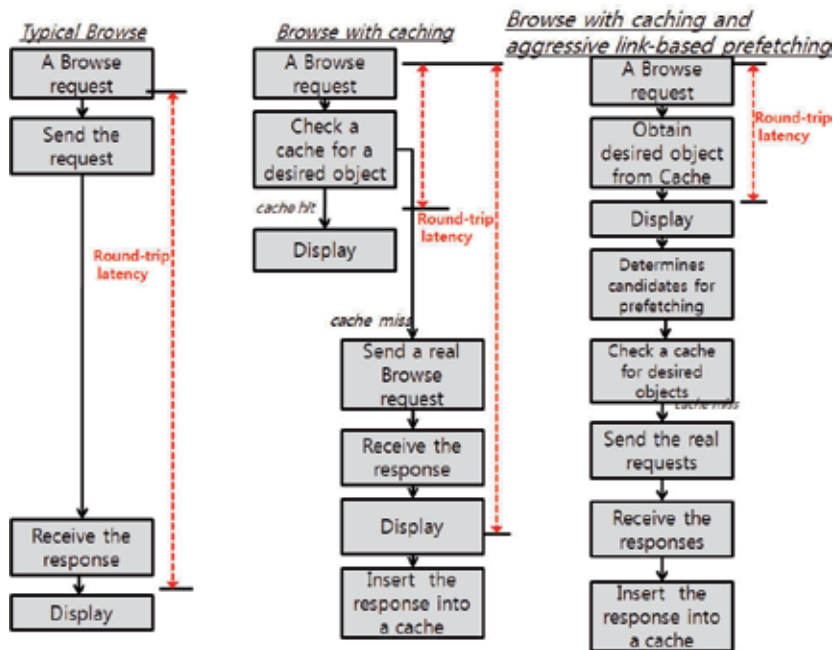 Typical Browse
A Browse
request
Send the
request
Round-trip
latency
Receive the
response
Display
Browse with caching
A Browse
request
Check a
cache for a
desired object
cache hit
Display
Round-trip
latency
cache miss
Send a real
Browse
request
Receive the
response
Display
Insert the
response into
a cache
Browse with caching and
aggressive link-based prefetching
A Browse
request
Round-trip
latency
Obtain
desired object
from Cache
Display
Determines
candidates for
prefetching
Check a cache
for desired
objects
cache miss
Send the real
requests
Receive the
responses
Insert the
response into
a cache